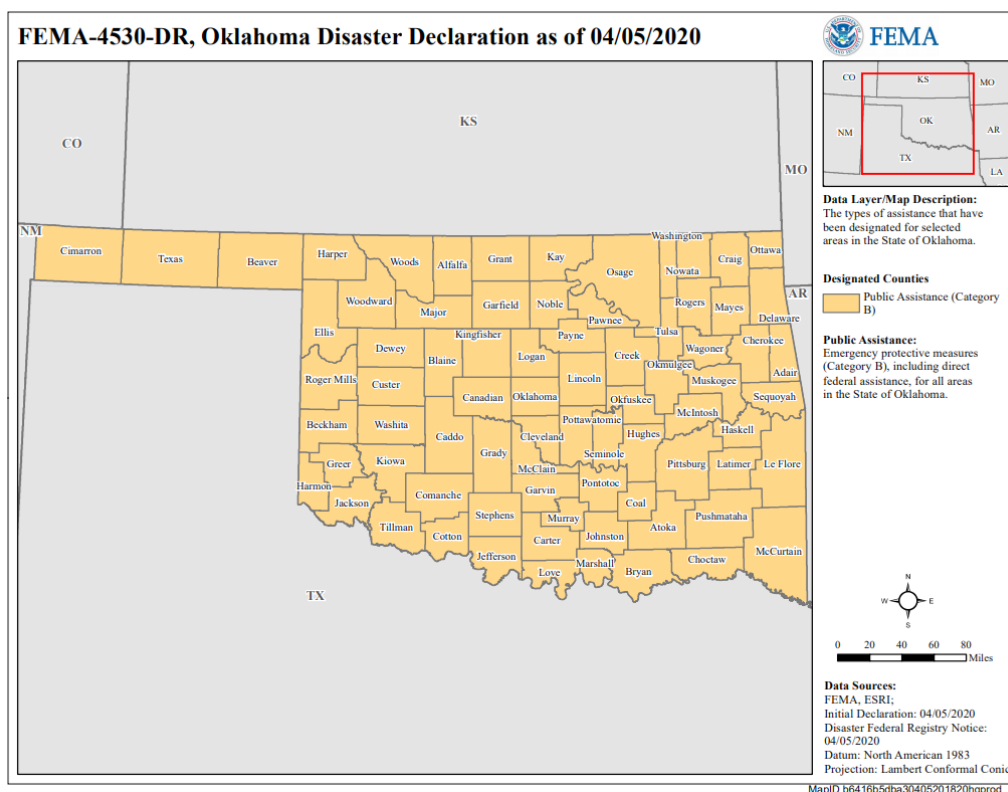 FEMA-4530-DR, Oklahoma Disaster Declaration as of 04/05/2020
FEMA
CO
KS
MO
NM
AR
TX
CO
KS
MO
NM
OK
AR
TX
LA
Cimarron
Texas
Beaver
Harper
Woods
Alfalfa
Grant
Kay
Osage
Washington
Nowata
Craig
Ottawa
Woodward
Major
Garfield
Noble
Pawnee
Rogers
Mayes
Delaware
Ellis
Dewey
Blaine
Kingfisher
Logan
Payne
Creek
Tulsa
Wagoner
Cherokee
Adair
Roger Mills
Custer
Canadian
Oklahoma
Lincoln
Okmulgee
Okfuskee
Muskogee
McIntosh
Sequoyah
Beckham
Washita
Caddo
Grady
Cleveland
Pottawatomie
Seminole
Hughes
Haskell
Greer
Kiowa
McClain
Pittsburg
Latimer
Le Flore
Harmon
Jackson
Comanche
Garvin
Pontotoc
Coal
Tillman
Cotton
Stephens
Murray
Carter
Johnston
Atoka
Pushmataha
McCurtain
Jefferson
Love
Marshall
Bryan
Choctaw
Data Layer/Map Description:
The types of assistance that have
been designated for selected
areas in the State of Oklahoma.
Designated Counties
Public Assistance (Category
B)
Public Assistance:
Emergency protective measures
(Category B), including direct
federal assistance, for all areas
in the State of Oklahoma.
N
W
E
S
0 20 40 60 80
Miles
Data Sources:
FEMA, ESRI;
Initial Declaration: 04/05/2020
Disaster Federal Registry Notice:
04/05/2020
Datum: North American 1983
Projection: Lambert Conformal Conic
MapID b6416b5dba30405201820hqprod